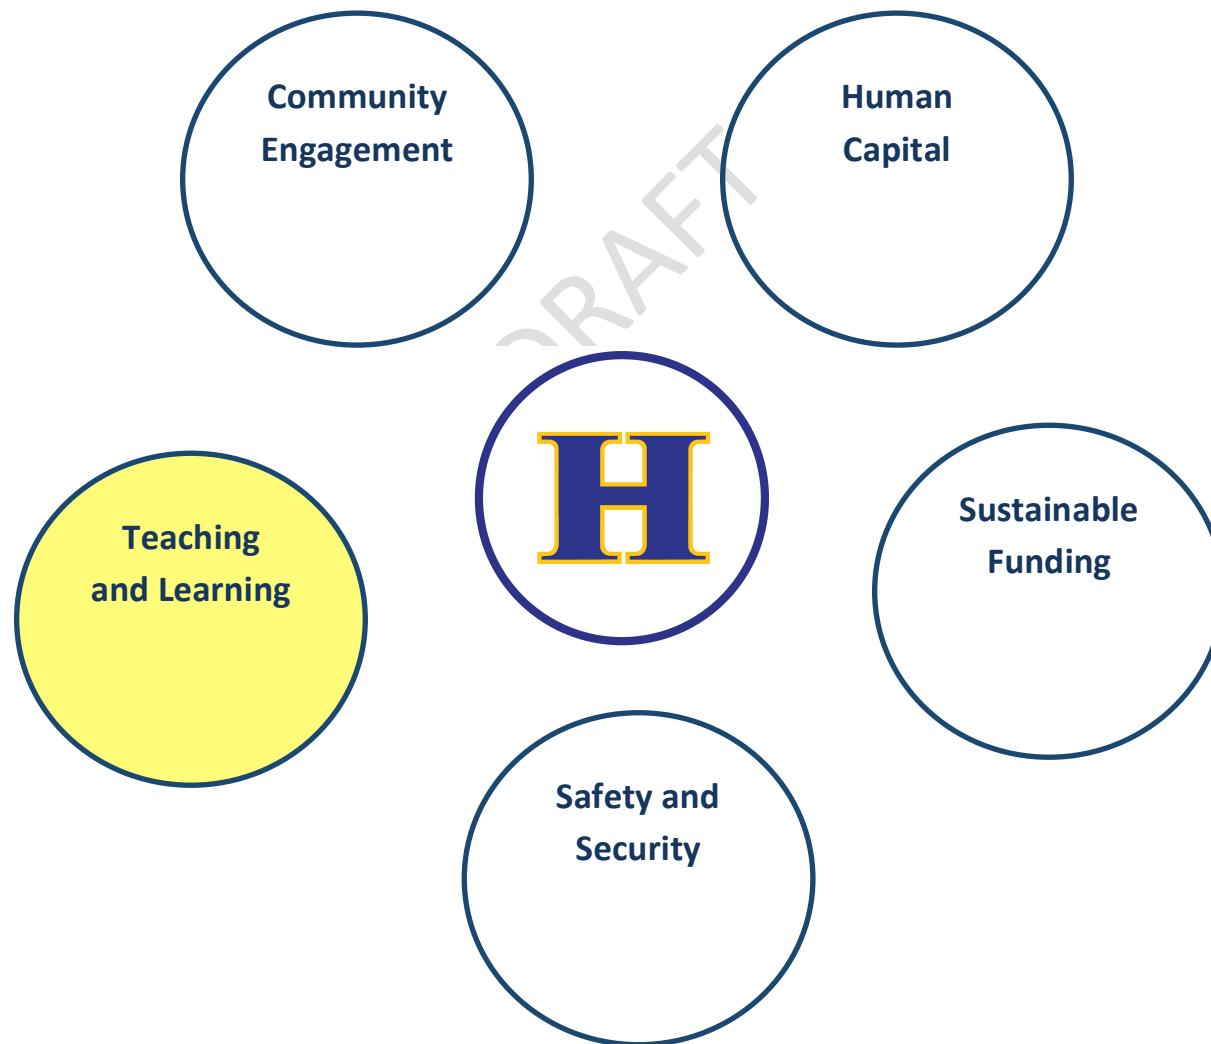 Community
Engagement
Human
Capital
DRAFT
H
Sustainable
Funding
Teaching
and Learning
Safety and
Security